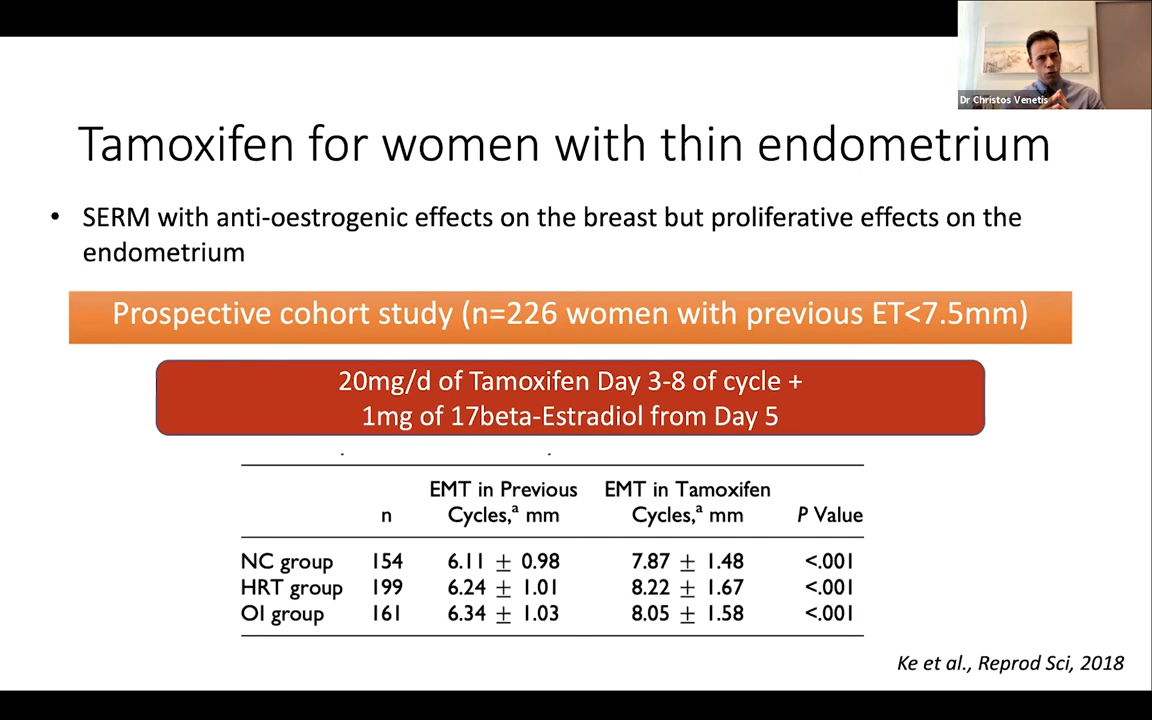 Dr Christos Venetis
Tamoxifen for women with thin endometrium
• SERM with anti-oestrogenic effects on the breast but proliferative effects on the
endometrium
Prospective cohort study (n=226 women with previous ET<7.5mm)
20mg/d of Tamoxifen Day 3-8 of cycle +
1mg of 17beta-Estradiol from Day 5
EMT in Previous EMT in Tamoxifen
n Cycles,ᵃ mm Cycles,ᵃ mm P Value
NC group 154 6.11 ± 0.98 7.87 ± 1.48 <.001
HRT group 199 6.24 ± 1.01 8.22 ± 1.67 <.001
OI group 161 6.34 ± 1.03 8.05 ± 1.58 <.001
Ke et al., Reprod Sci, 2018